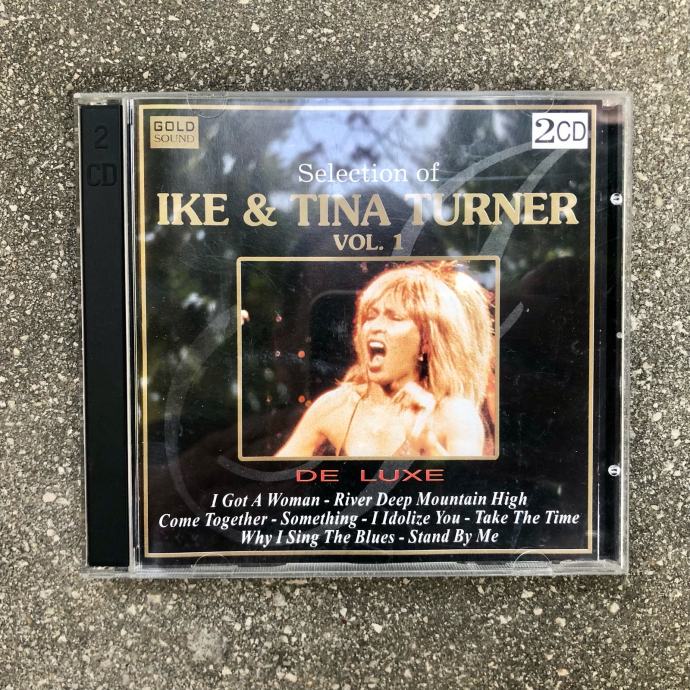 2
CD
GOLD
SOUND
2CD
Selection of
IKE & TINA TURNER
VOL. 1
DE LUXE
I Got A Woman - River Deep Mountain High
Come Together - Something - I Idolize You - Take The Time
Why I Sing The Blues - Stand By Me